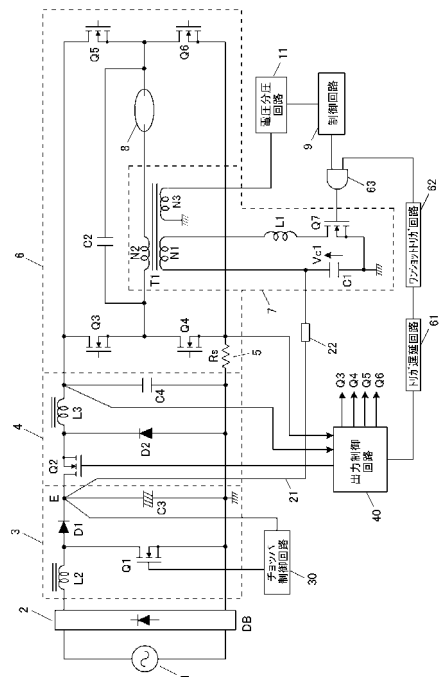 6
Q5
Q6
8
C2
電圧分圧
回路
11
制御回路
9
N3
N2
T1
N1
L1
Q7
63
Vc1
C1
7
62
ワンショットトリガ回路
Q3
Q4
Rs
5
22
61
トリガ遅延回路
4
L3
C4
D2
Q2
Q3
Q4
Q5
Q6
出力制御
回路
40
21
3
E
D1
C3
L2
Q1
チョッパ
制御回路
30
2
DB